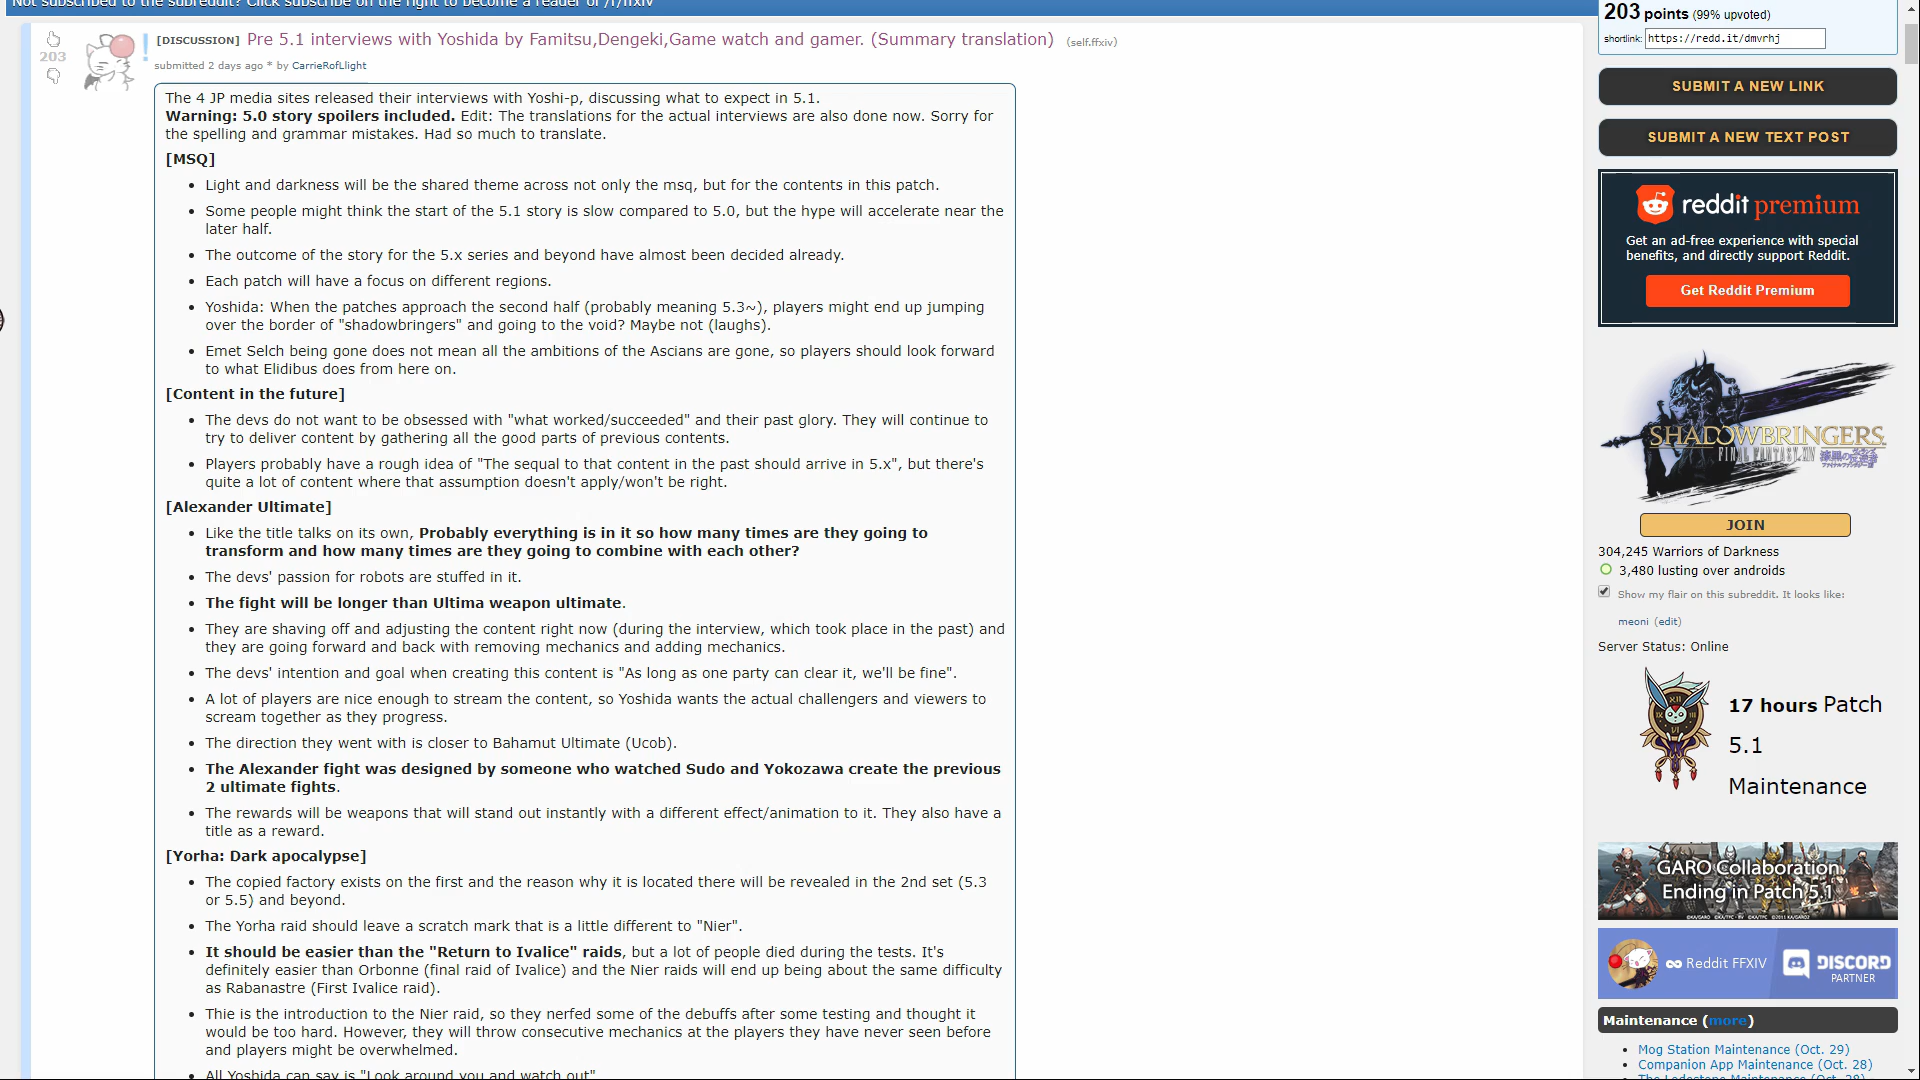 Not subscribed to the subreddit? Click subscribe on the right to become a reader of /r/ffxiv
203
[DISCUSSION] Pre 5.1 interviews with Yoshida by Famitsu,Dengeki,Game watch and gamer. (Summary translation) (self.ffxiv)
submitted 2 days ago * by CarrieRofLlight
The 4 JP media sites released their interviews with Yoshi-p, discussing what to expect in 5.1.
Warning: 5.0 story spoilers included. Edit: The translations for the actual interviews are also done now. Sorry for
the spelling and grammar mistakes. Had so much to translate.
[MSQ]
• Light and darkness will be the shared theme across not only the msq, but for the contents in this patch.
• Some people might think the start of the 5.1 story is slow compared to 5.0, but the hype will accelerate near the
later half.
• The outcome of the story for the 5.x series and beyond have almost been decided already.
• Each patch will have a focus on different regions.
• Yoshida: When the patches approach the second half (probably meaning 5.3~), players might end up jumping
over the border of "shadowbringers" and going to the void? Maybe not (laughs).
• Emet Selch being gone does not mean all the ambitions of the Ascians are gone, so players should look forward
to what Elidibus does from here on.
[Content in the future]
• The devs do not want to be obsessed with "what worked/succeeded" and their past glory. They will continue to
try to deliver content by gathering all the good parts of previous contents.
• Players probably have a rough idea of "The sequal to that content in the past should arrive in 5.x", but there's
quite a lot of content where that assumption doesn't apply/won't be right.
[Alexander Ultimate]
• Like the title talks on its own, Probably everything is in it so how many times are they going to
transform and how many times are they going to combine with each other?
• The devs' passion for robots are stuffed in it.
• The fight will be longer than Ultima weapon ultimate.
• They are shaving off and adjusting the content right now (during the interview, which took place in the past) and
they are going forward and back with removing mechanics and adding mechanics.
• The devs' intention and goal when creating this content is "As long as one party can clear it, we'll be fine".
• A lot of players are nice enough to stream the content, so Yoshida wants the actual challengers and viewers to
scream together as they progress.
• The direction they went with is closer to Bahamut Ultimate (Ucob).
• The Alexander fight was designed by someone who watched Sudo and Yokozawa create the previous
2 ultimate fights.
• The rewards will be weapons that will stand out instantly with a different effect/animation to it. They also have a
title as a reward.
[Yorha: Dark apocalypse]
• The copied factory exists on the first and the reason why it is located there will be revealed in the 2nd set (5.3
or 5.5) and beyond.
• The Yorha raid should leave a scratch mark that is a little different to "Nier".
• It should be easier than the "Return to Ivalice" raids, but a lot of people died during the tests. It's
definitely easier than Orbonne (final raid of Ivalice) and the Nier raids will end up being about the same difficulty
as Rabanastre (First Ivalice raid).
• Thie is the introduction to the Nier raid, so they nerfed some of the debuffs after some testing and thought it
would be too hard. However, they will throw consecutive mechanics at the players they have never seen before
and players might be overwhelmed.
• All Yoshida can say is "Look around you and watch out"
203 points (99% upvoted)
shortlink: https://redd.it/dmvrhj
SUBMIT A NEW LINK
SUBMIT A NEW TEXT POST
reddit premium
Get an ad-free experience with special
benefits, and directly support Reddit.
Get Reddit Premium
SHADOWBRINGERS
FINAL FANTASY XIV
JOIN
304,245 Warriors of Darkness
3,480 lusting over androids
Show my flair on this subreddit. It looks like:
meoni (edit)
Server Status: Online
17 hours Patch
5.1
Maintenance
GARO Collaboration
Ending in Patch 5.1
∞ Reddit FFXIV
DISCORD
PARTNER
Maintenance (more)
• Mog Station Maintenance (Oct. 29)
• Companion App Maintenance (Oct. 28)
• The Lodestone Maintenance (Oct. 28)